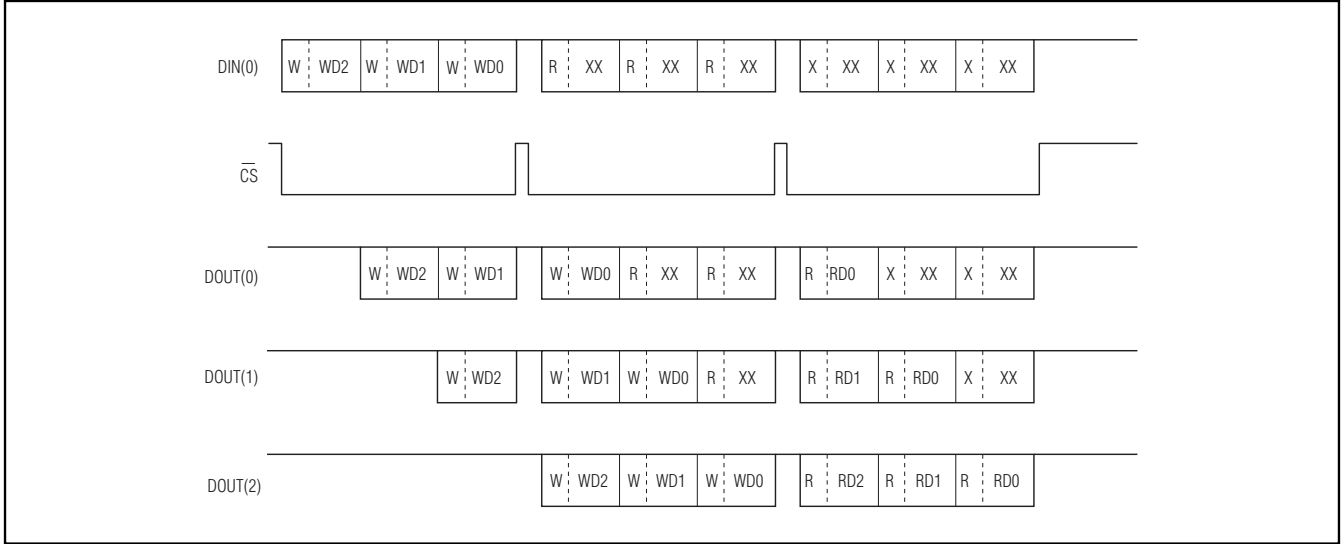 DIN(0) W WD2 W WD1 W WD0 R XX R XX R XX X XX X XX X XX
CS
DOUT(0) W WD2 W WD1 W WD0 R XX R XX R RD0 X XX X XX
DOUT(1) W WD2 W WD1 W WD0 R XX R RD1 R RD0 X XX
DOUT(2) W WD2 W WD1 W WD0 R RD2 R RD1 R RD0